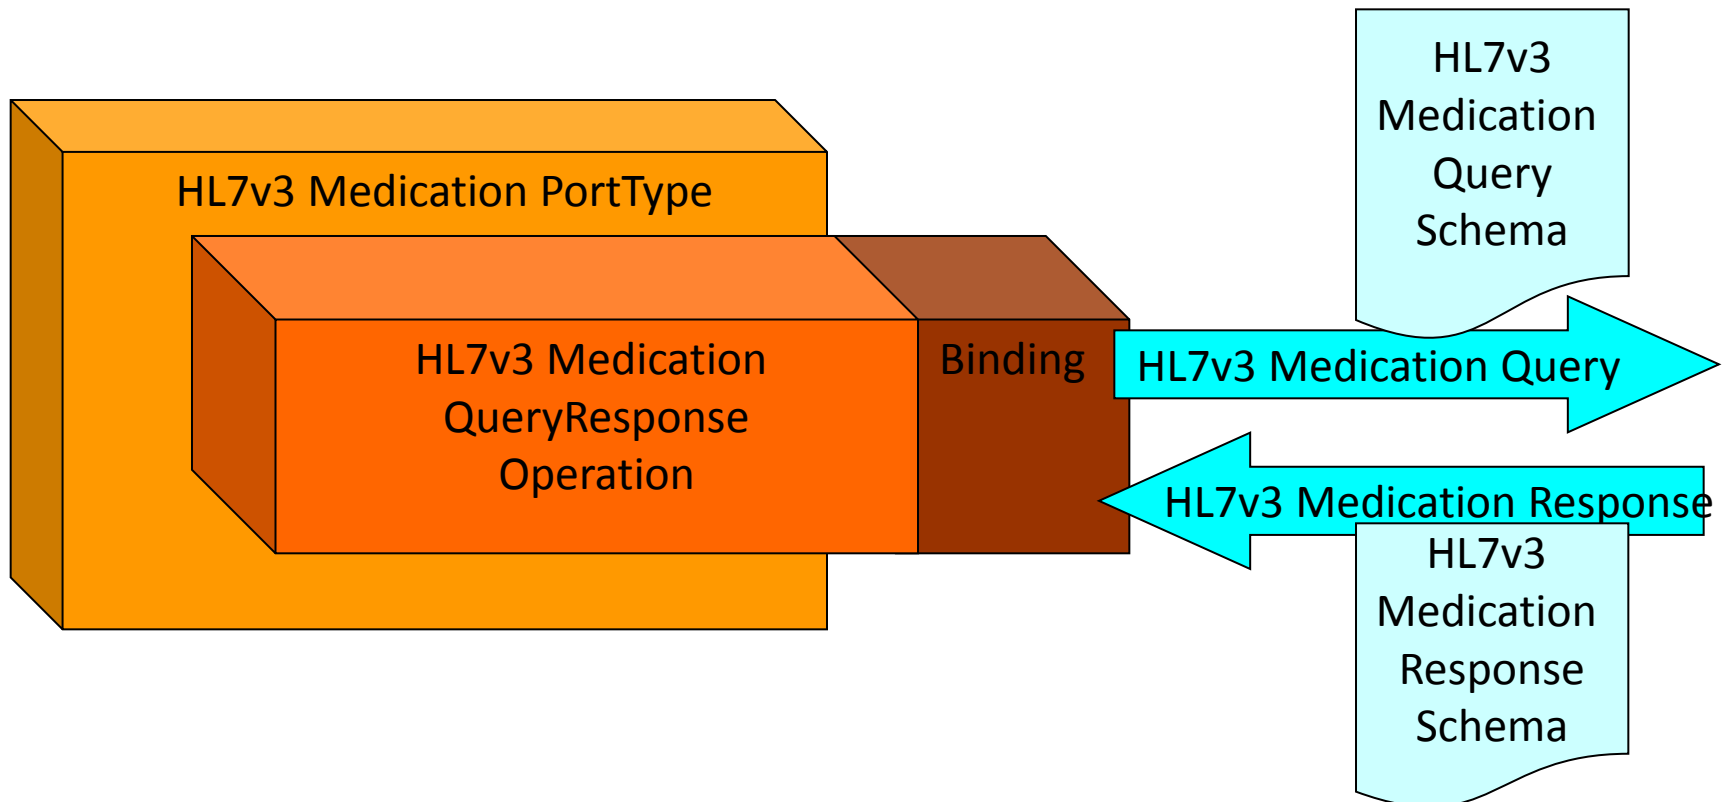 HL7v3
Medication
Query
Schema
HL7v3 Medication PortType
HL7v3 Medication
QueryResponse
Operation
Binding
HL7v3 Medication Query
HL7v3 Medication Response
HL7v3
Medication
Response
Schema